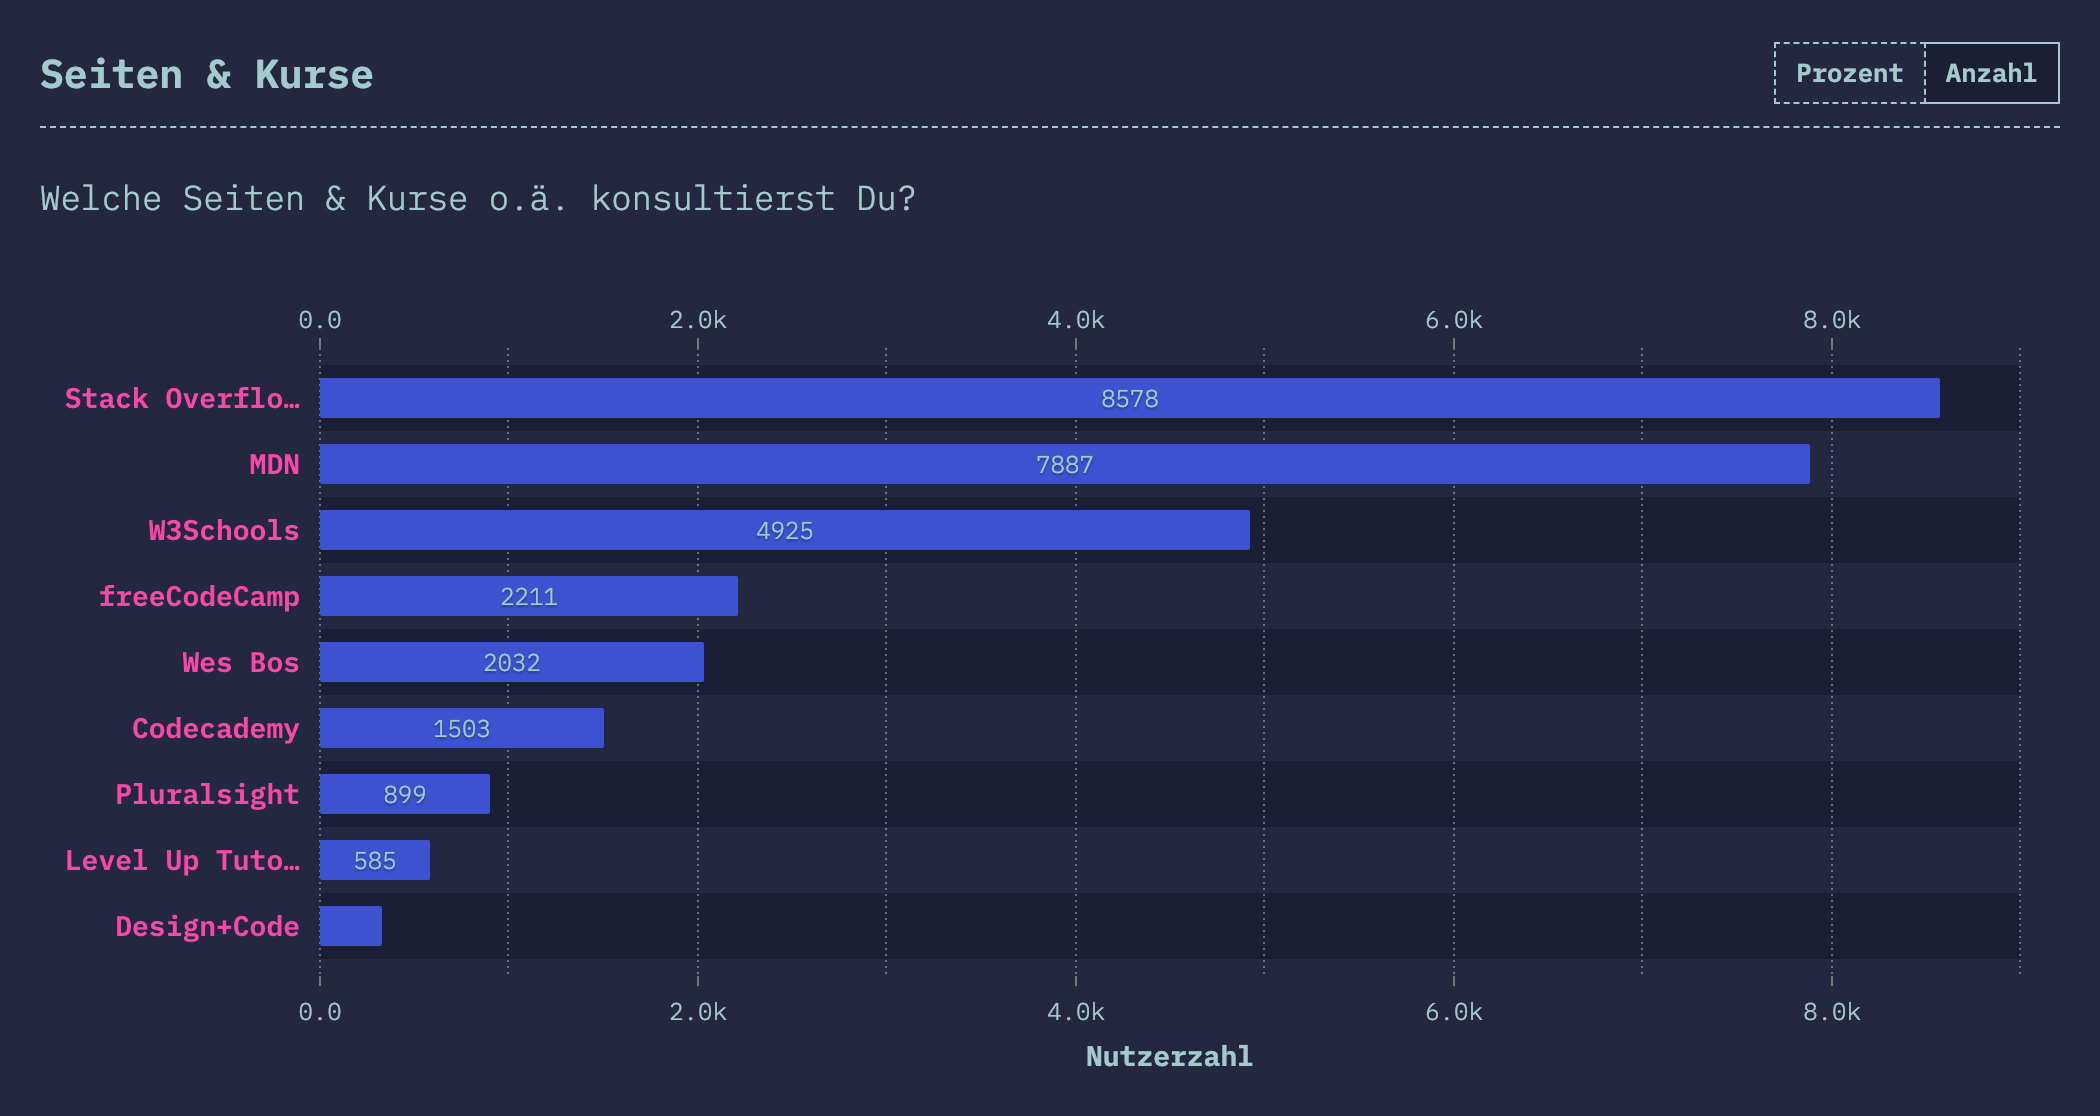 Seiten & Kurse
Prozent Anzahl
Welche Seiten & Kurse o.ä. konsultierst Du?
0.0 2.0k 4.0k 6.0k 8.0k
Stack Overflo… 8578
MDN 7887
W3Schools 4925
freeCodeCamp 2211
Wes Bos 2032
Codecademy 1503
Pluralsight 899
Level Up Tuto… 585
Design+Code
0.0 2.0k 4.0k 6.0k 8.0k
Nutzerzahl